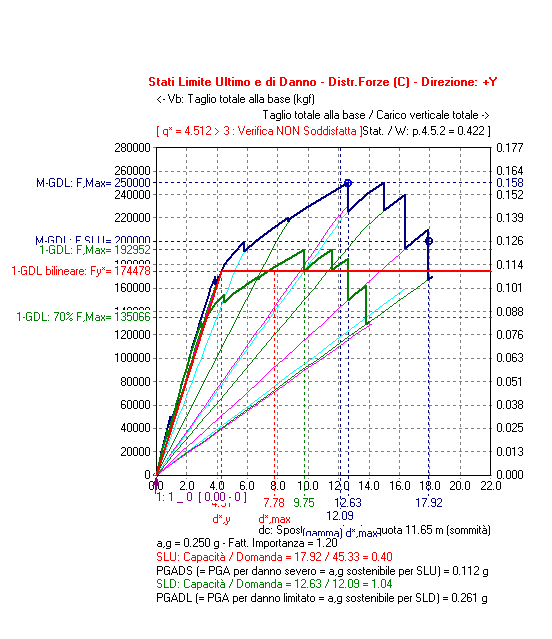 Stati Limite Ultimo e di Danno - Distr.Forze (C) - Direzione: +Y
<- Vb: Taglio totale alla base (kgf)
Taglio totale alla base / Carico verticale totale ->
[ q* = 4.512 > 3 : Verifica NON Soddisfatta ] Stat. / W: p.4.5.2 = 0.422 ]
280000 0.177
260000 0.164
M-GDL: F,Max= 250000 0.158
240000 0.152
220000 0.139
M-GDL: F,SLU= 200000 0.126
1-GDL: F,Max= 192952
0.114
1-GDL bilineare: Fy*= 174478
160000 0.101
140000 0.088
1-GDL: 70% F,Max= 135066
120000 0.076
100000 0.063
80000 0.051
60000 0.038
40000 0.025
20000 0.013
0 0.000
0.0 2.0 4.0 6.0 8.0 10.0 12.0 14.0 16.0 18.0 20.0 22.0
1: 1 _ 0 [ 0.00 - 0 ]
4.51 7.78 9.75 12.63 17.92
d*,y d*,max 12.09
dc: Spost. (gamma) d*,max quota 11.65 m (sommità)
a,g = 0.250 g - Fatt. Importanza = 1.20
SLU: Capacità / Domanda = 17.92 / 45.33 = 0.40
PGADS (= PGA per danno severo = a,g sostenibile per SLU) = 0.112 g
SLD: Capacità / Domanda = 12.63 / 12.09 = 1.04
PGADL (= PGA per danno limitato = a,g sostenibile per SLD) = 0.261 g